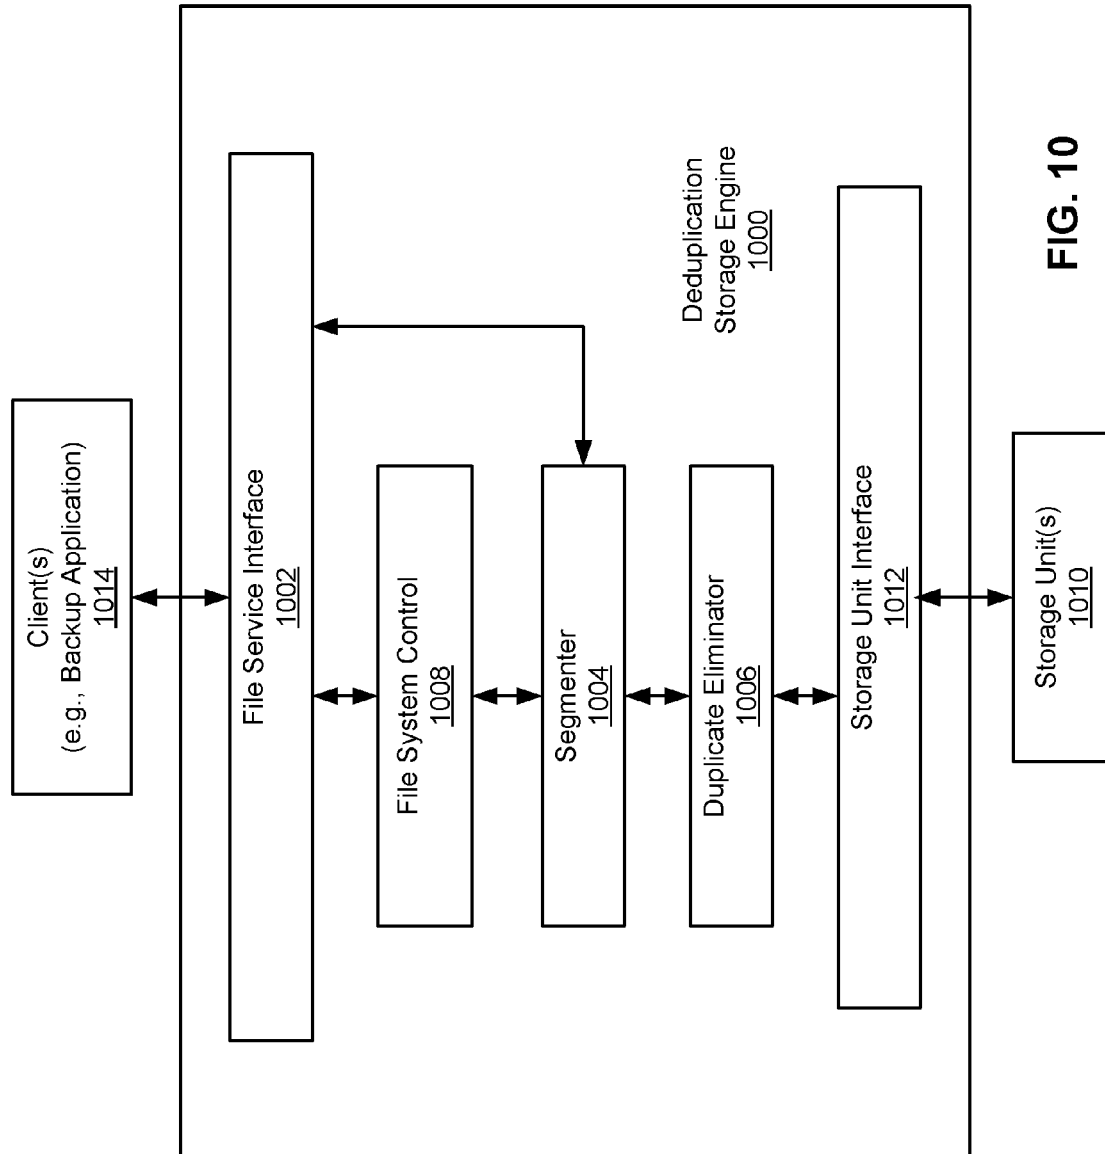 Client(s)
(e.g., Backup Application)
1014
File Service Interface
1002
File System Control
1008
Segmenter
1004
Duplicate Eliminator
1006
Deduplication
Storage Engine
1000
Storage Unit Interface
1012
Storage Unit(s)
1010
FIG. 10